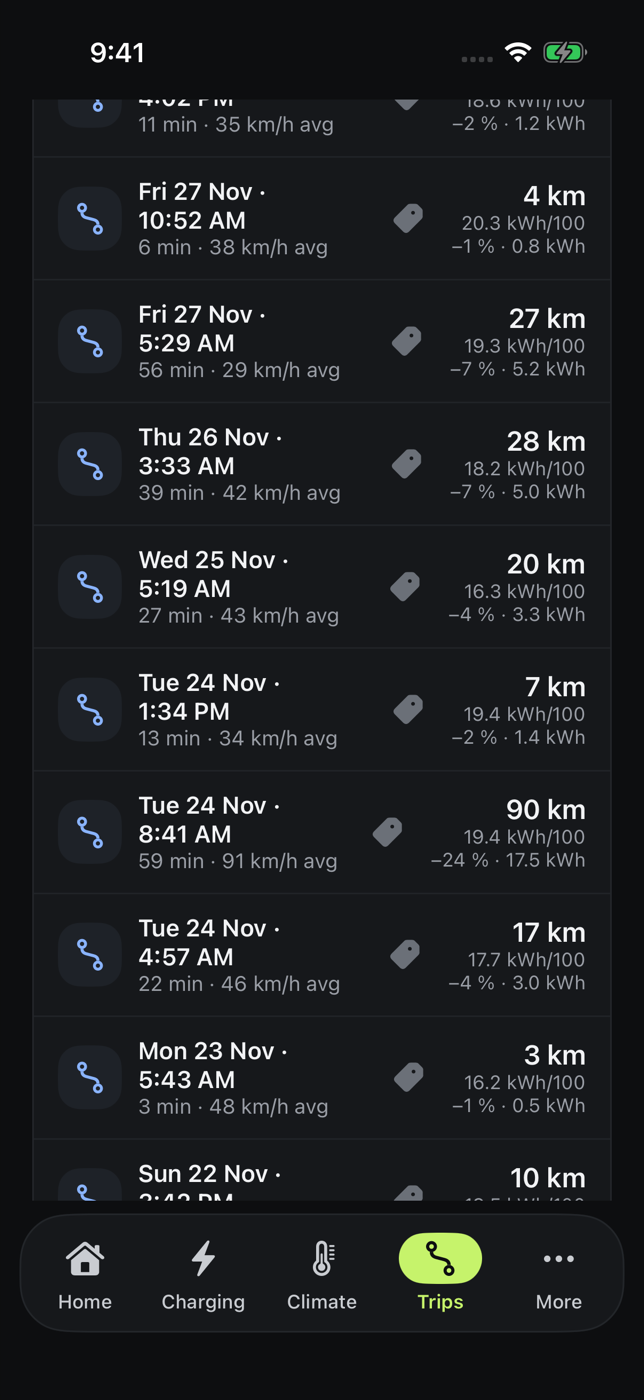 9:41
4:02 PM
11 min · 35 km/h avg
18.6 kWh/100
−2 % · 1.2 kWh
Fri 27 Nov ·
10:52 AM
6 min · 38 km/h avg
4 km
20.3 kWh/100
−1 % · 0.8 kWh
Fri 27 Nov ·
5:29 AM
56 min · 29 km/h avg
27 km
19.3 kWh/100
−7 % · 5.2 kWh
Thu 26 Nov ·
3:33 AM
39 min · 42 km/h avg
28 km
18.2 kWh/100
−7 % · 5.0 kWh
Wed 25 Nov ·
5:19 AM
27 min · 43 km/h avg
20 km
16.3 kWh/100
−4 % · 3.3 kWh
Tue 24 Nov ·
1:34 PM
13 min · 34 km/h avg
7 km
19.4 kWh/100
−2 % · 1.4 kWh
Tue 24 Nov ·
8:41 AM
59 min · 91 km/h avg
90 km
19.4 kWh/100
−24 % · 17.5 kWh
Tue 24 Nov ·
4:57 AM
22 min · 46 km/h avg
17 km
17.7 kWh/100
−4 % · 3.0 kWh
Mon 23 Nov ·
5:43 AM
3 min · 48 km/h avg
3 km
16.2 kWh/100
−1 % · 0.5 kWh
Sun 22 Nov ·
10 km
Home
Charging
Climate
Trips
More